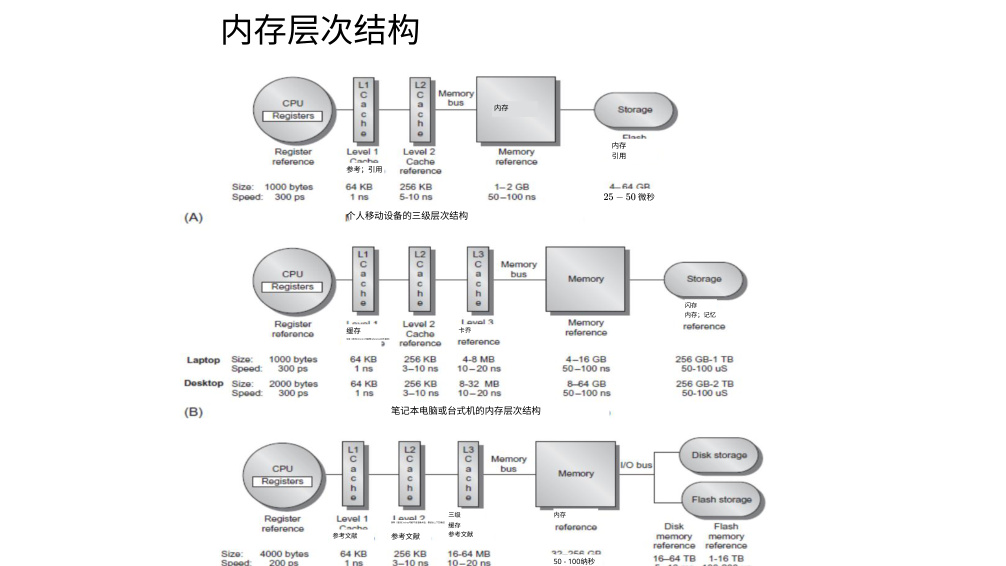 内存层次结构
CPU
Registers
L1 Cache
L2 Cache
Memory bus
内存
Storage
Register reference
Level 1 Cache 参考；引用
Level 2 Cache reference
Memory reference
Flash 内存 引用
Size: 1000 bytes 64 KB 256 KB 1–2 GB 4–64 GB
Speed: 300 ps 1 ns 5-10 ns 50–100 ns 25 – 50 微秒
(A) 个人移动设备的三级层次结构
CPU
Registers
L1 Cache
L2 Cache
L3 Cache
Memory bus
Memory
Storage
Register reference
Level 1 缓存
Level 2 Cache reference
Level 3 卡乔 reference
Memory reference
闪存 内存；记忆 reference
Laptop Size: 1000 bytes 64 KB 256 KB 4-8 MB 4–16 GB 256 GB-1 TB
Speed: 300 ps 1 ns 3–10 ns 10–20 ns 50–100 ns 50-100 uS
Desktop Size: 2000 bytes 64 KB 256 KB 8-32 MB 8–64 GB 256 GB-2 TB
Speed: 300 ps 1 ns 3–10 ns 10–20 ns 50–100 ns 50-100 uS
(B) 笔记本电脑或台式机的内存层次结构
CPU
Registers
L1 Cache
L2 Cache
L3 Cache
Memory bus
Memory
I/O bus
Disk storage
Flash storage
Register reference
Level 1 Cache 参考文献
Level 2 参考文献
三级 缓存 参考文献
内存 reference
Disk memory reference
Flash memory reference
Size: 4000 bytes 64 KB 256 KB 16-64 MB 32–256 GB 16–64 TB 1-16 TB
Speed: 200 ps 1 ns 3–10 ns 10–20 ns 50 - 100纳秒